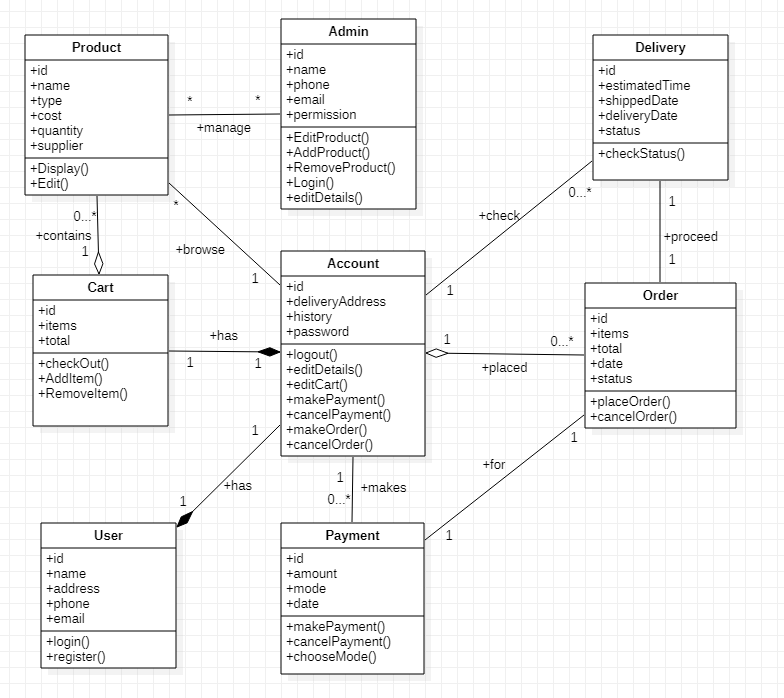 Product
+id
+name
+type
+cost
+quantity
+supplier
+Display()
+Edit()
* *
+manage
Admin
+id
+name
+phone
+email
+permission
+EditProduct()
+AddProduct()
+RemoveProduct()
+Login()
+editDetails()
Delivery
+id
+estimatedTime
+shippedDate
+deliveryDate
+status
+checkStatus()
0...*
+contains
1
*
+browse
1
0...*
+check
1
1
+proceed
1
Cart
+id
+items
+total
+checkOut()
+AddItem()
+RemoveItem()
+has
1 1
Account
+id
+deliveryAddress
+history
+password
+logout()
+editDetails()
+editCart()
+makePayment()
+cancelPayment()
+makeOrder()
+cancelOrder()
1 0...*
+placed
Order
+id
+items
+total
+date
+status
+placeOrder()
+cancelOrder()
1
+has
1
1
+makes
0...*
1
+for
1
User
+id
+name
+address
+phone
+email
+login()
+register()
Payment
+id
+amount
+mode
+date
+makePayment()
+cancelPayment()
+chooseMode()